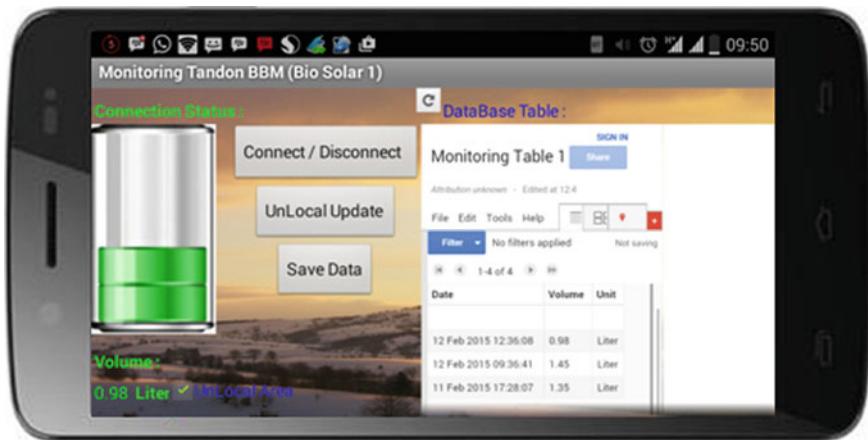 09:50
Monitoring Tandon BBM (Bio Solar 1)
Connection Status :
Connect / Disconnect
UnLocal Update
Save Data
Volume :
0.98 Liter
UnLocal Area
DataBase Table :
SIGN IN
Monitoring Table 1
Share
Attribution unknown - Edited at 12:4
File Edit Tools Help
Filter No filters applied Not saving
1-4 of 4
Date Volume Unit
12 Feb 2015 12:36:08 0.98 Liter
12 Feb 2015 09:36:41 1.45 Liter
11 Feb 2015 17:28:07 1.35 Liter